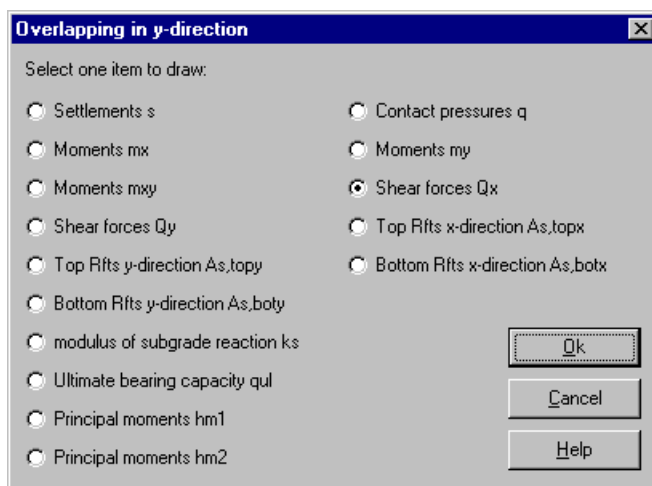 Overlapping in y-direction
Select one item to draw:
Settlements s
Contact pressures q
Moments mx
Moments my
Moments mxy
Shear forces Qx
Shear forces Qy
Top Rfts x-direction As,topx
Top Rfts y-direction As,topy
Bottom Rfts x-direction As,botx
Bottom Rfts y-direction As,boty
modulus of subgrade reaction ks
Ultimate bearing capacity qul
Principal moments hm1
Principal moments hm2
Ok
Cancel
Help